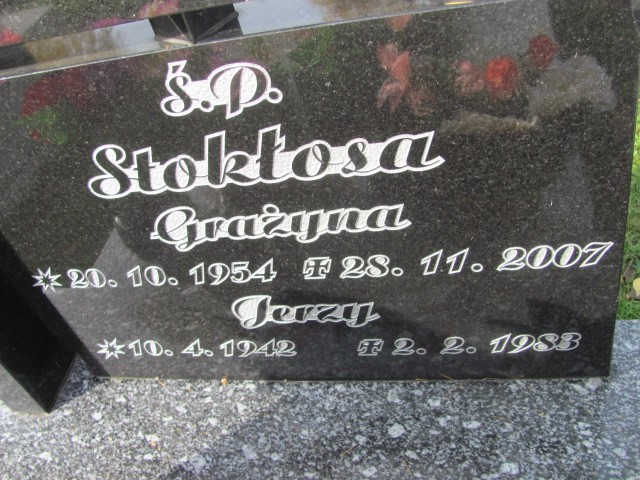 Ś.P.
Stokłosa
Grażyna
* 20. 10. 1954 ✝ 28. 11. 2007
Jerzy
* 10. 4. 1942 ✝ 2. 2. 1983